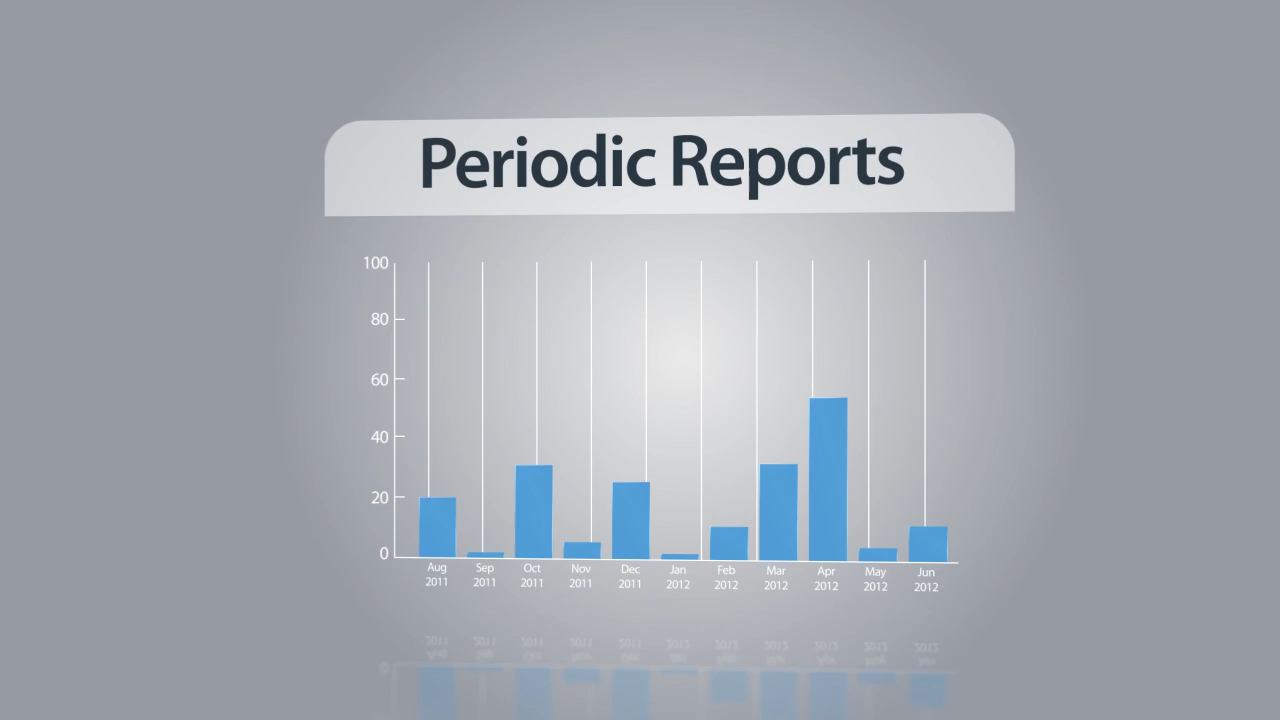 Periodic Reports
100
80
60
40
20
0
Aug Sep Oct Nov Dec Jan Feb Mar Apr May Jun
2011 2011 2011 2011 2011 2012 2012 2012 2012 2012 2012